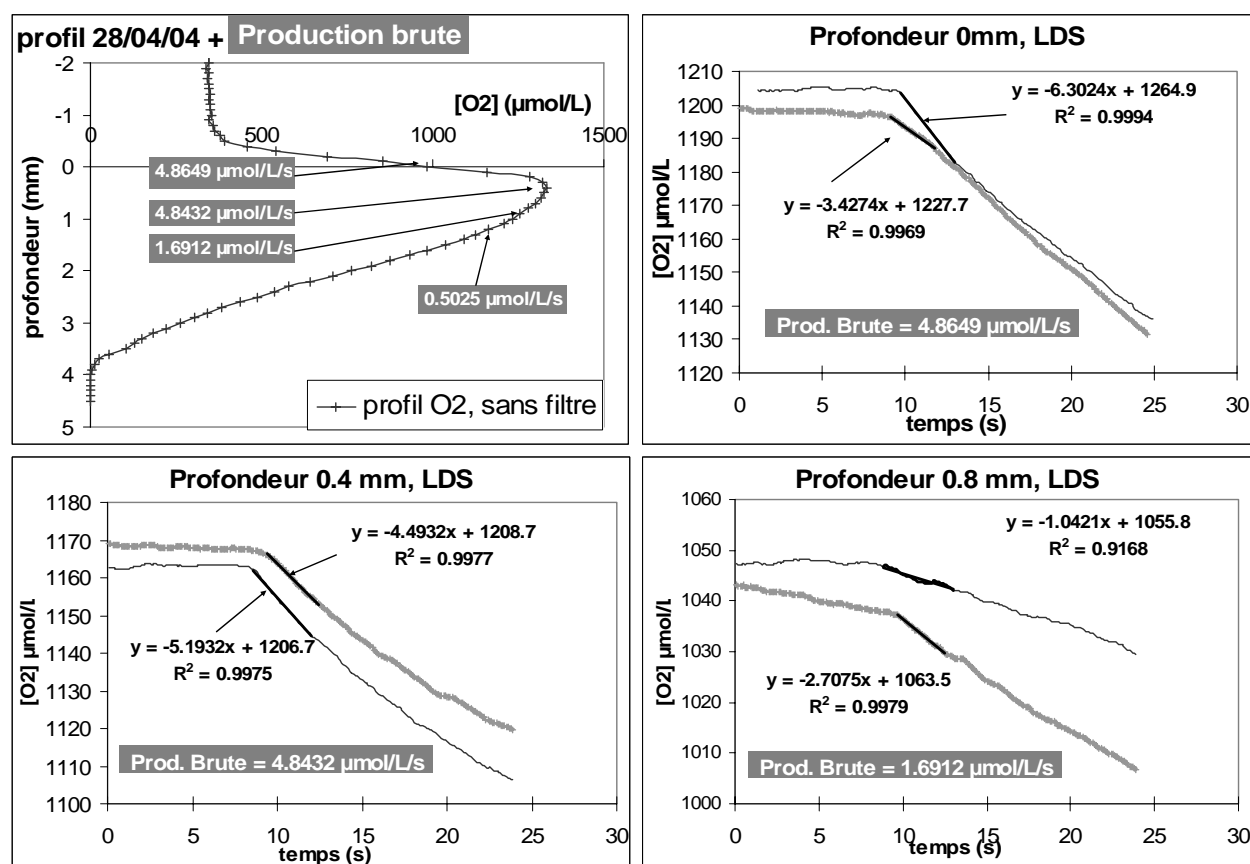 profil 28/04/04 + Production brute
[O2] (µmol/L)
0 500 1000 1500
-2
-1
0
1
2
3
4
5
profondeur (mm)
4.8649 µmol/L/s
4.8432 µmol/L/s
1.6912 µmol/L/s
0.5025 µmol/L/s
profil O2, sans filtre
Profondeur 0mm, LDS
1210
1200
1190
1180
1170
1160
1150
1140
1130
1120
[O2] µmol/L
y = -6.3024x + 1264.9
R² = 0.9994
y = -3.4274x + 1227.7
R² = 0.9969
Prod. Brute = 4.8649 µmol/L/s
0 5 10 15 20 25 30
temps (s)
Profondeur 0.4 mm, LDS
1180
1170
1160
1150
1140
1130
1120
1110
1100
[O2] µmol/L
y = -4.4932x + 1208.7
R² = 0.9977
y = -5.1932x + 1206.7
R² = 0.9975
Prod. Brute = 4.8432 µmol/L/s
0 5 10 15 20 25 30
temps (s)
Profondeur 0.8 mm, LDS
1060
1050
1040
1030
1020
1010
1000
[O2] µmol/L
y = -1.0421x + 1055.8
R² = 0.9168
y = -2.7075x + 1063.5
R² = 0.9979
Prod. Brute = 1.6912 µmol/L/s
0 5 10 15 20 25 30
temps (s)